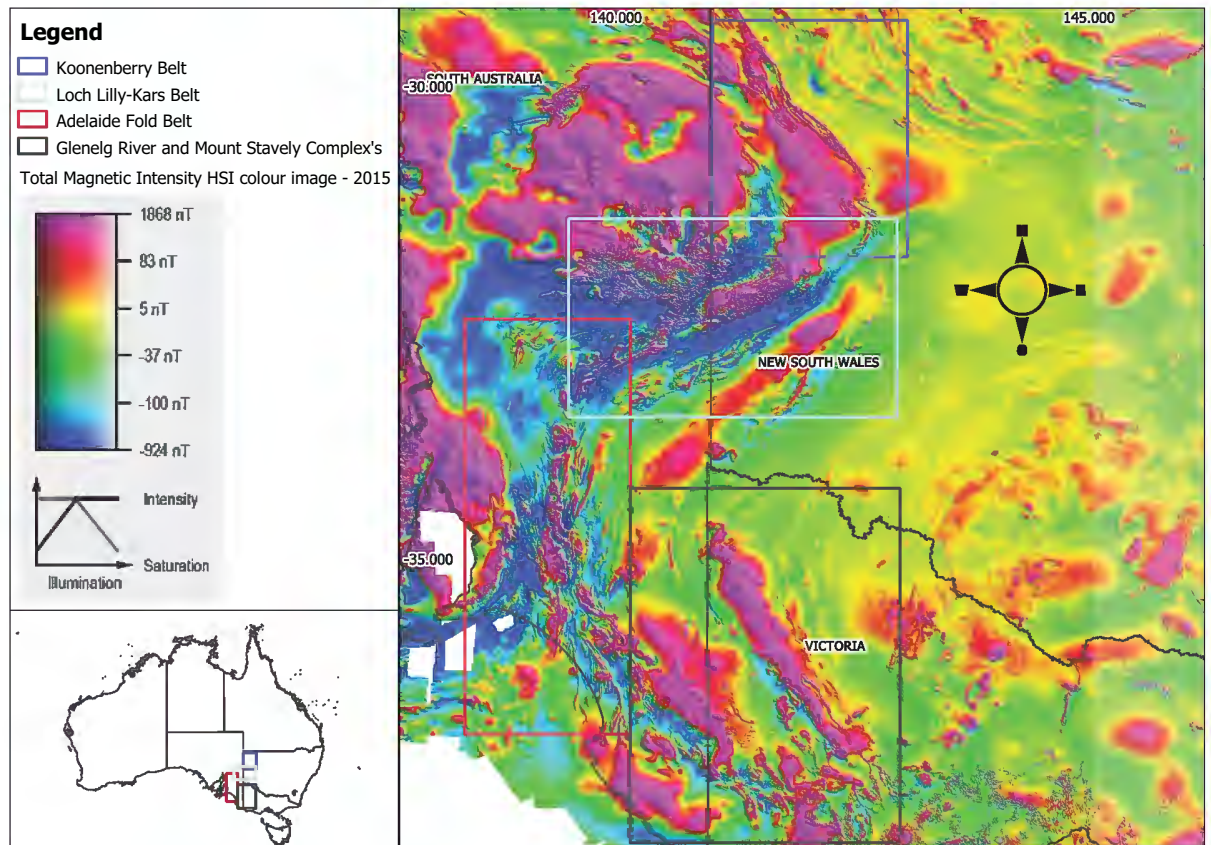 Legend
Koonenberry Belt
Loch Lilly-Kars Belt
Adelaide Fold Belt
Glenelg River and Mount Stavely Complex's
Total Magnetic Intensity HSI colour image - 2015
1868 nT
83 nT
5 nT
-37 nT
-100 nT
-924 nT
Intensity
Saturation
Illumination
140.000
145.000
SOUTH AUSTRALIA
-30.000
NEW SOUTH WALES
-35.000
VICTORIA